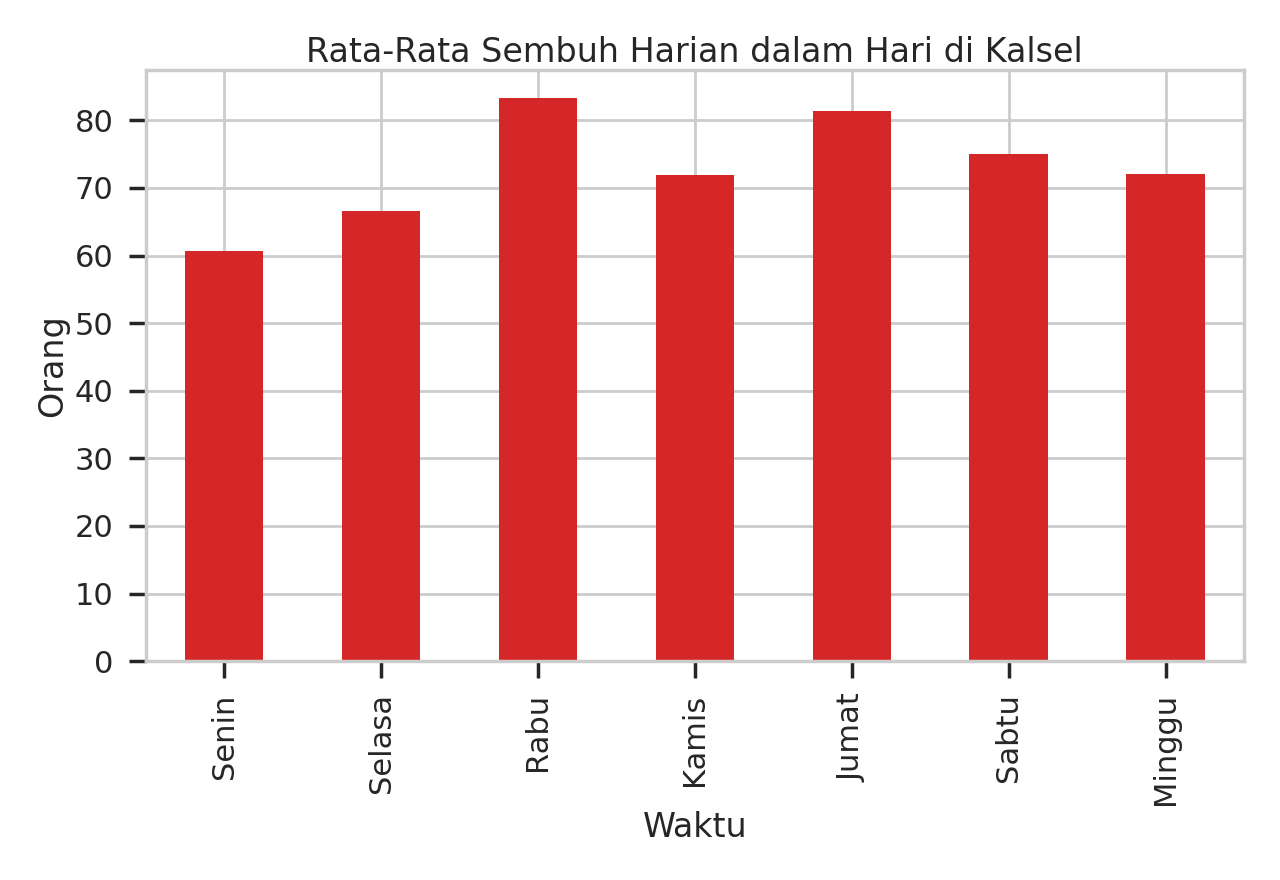 Rata-Rata Sembuh Harian dalam Hari di Kalsel
Orang
80
70
60
50
40
30
20
10
0
Senin
Selasa
Rabu
Kamis
Jumat
Sabtu
Minggu
Waktu